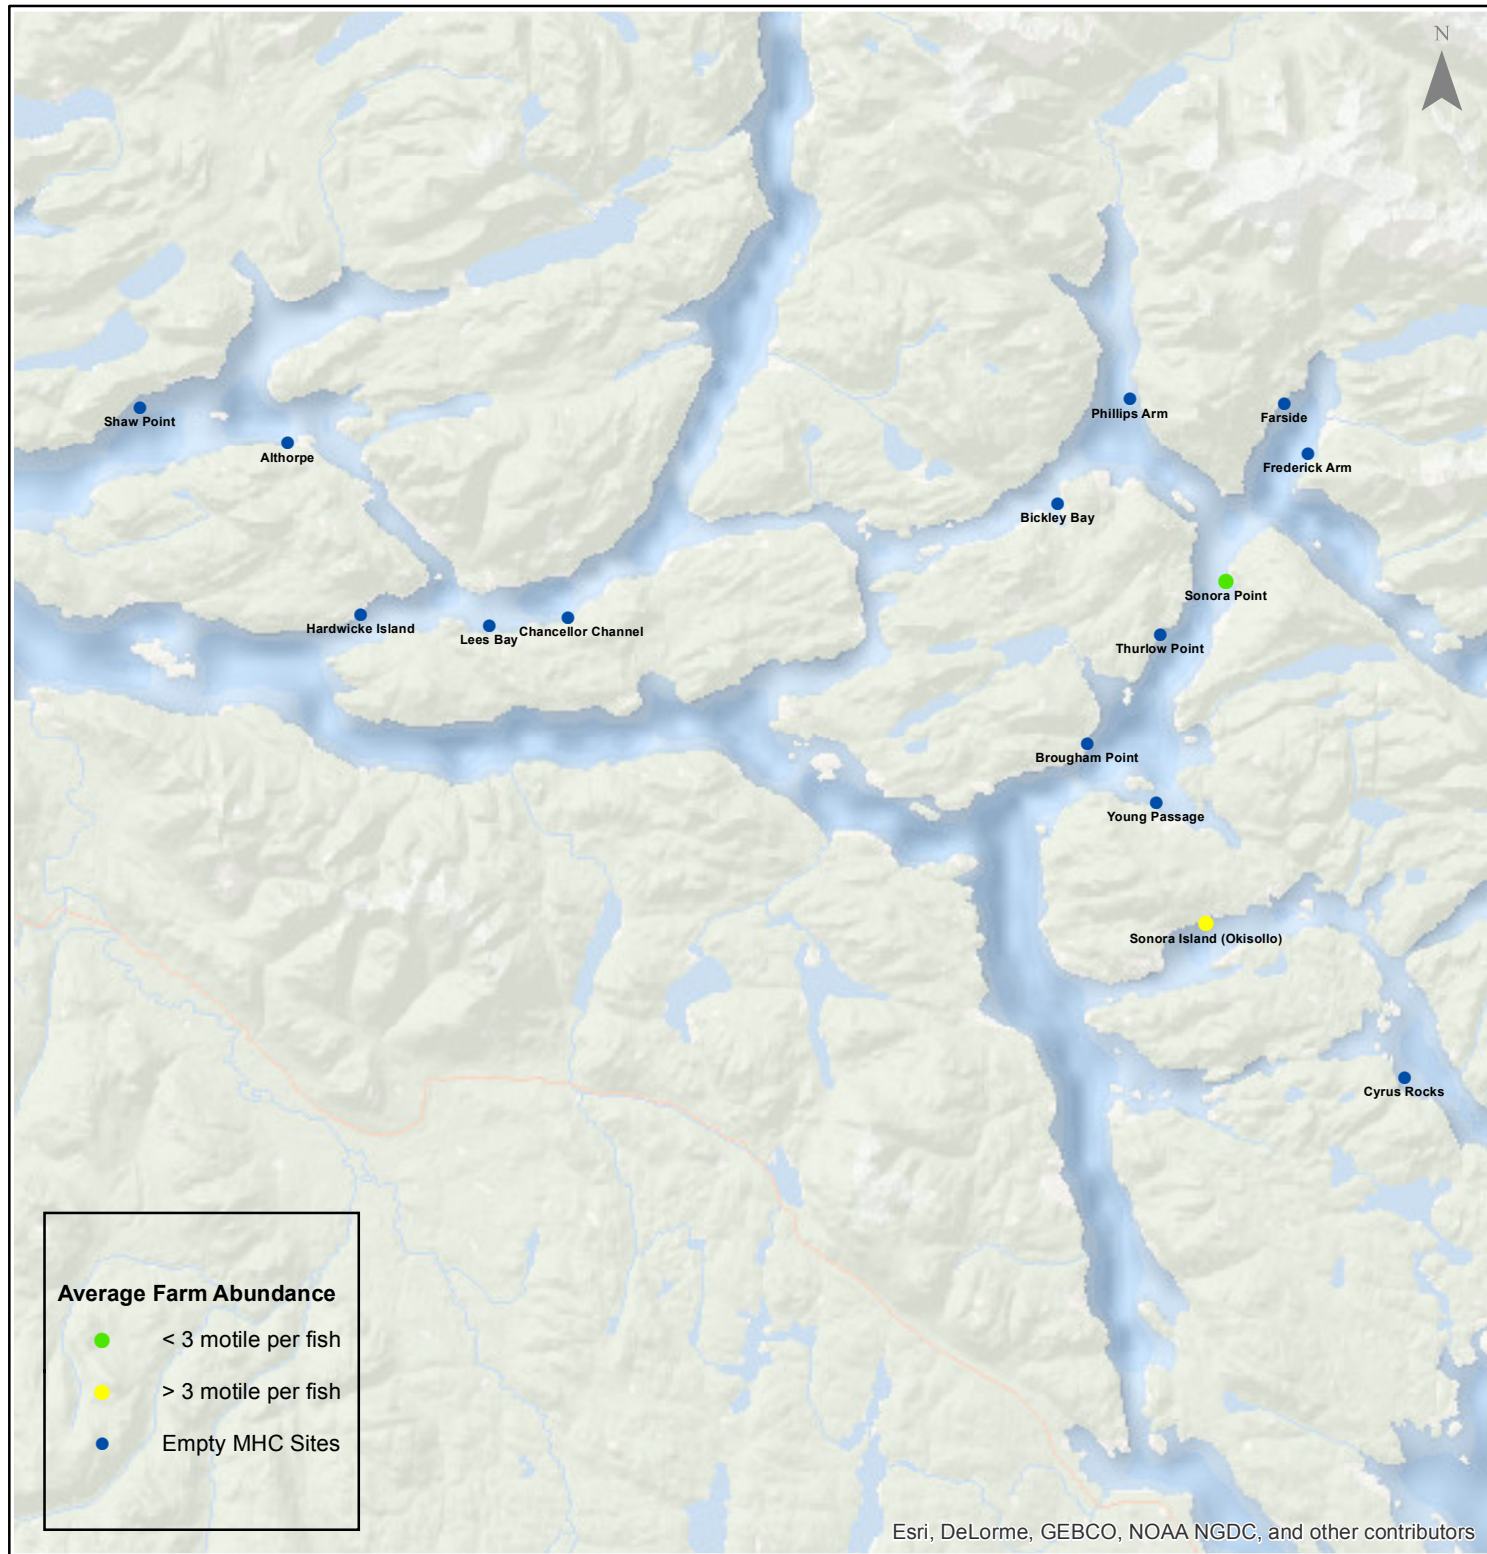 N
Shaw Point
Althorpe
Phillips Arm
Farside
Frederick Arm
Bickley Bay
Sonora Point
Hardwicke Island
Lees Bay
Chancellor Channel
Thurlow Point
Brougham Point
Young Passage
Sonora Island (Okisollo)
Cyrus Rocks
Average Farm Abundance
< 3 motile per fish
> 3 motile per fish
Empty MHC Sites
Esri, DeLorme, GEBCO, NOAA NGDC, and other contributors